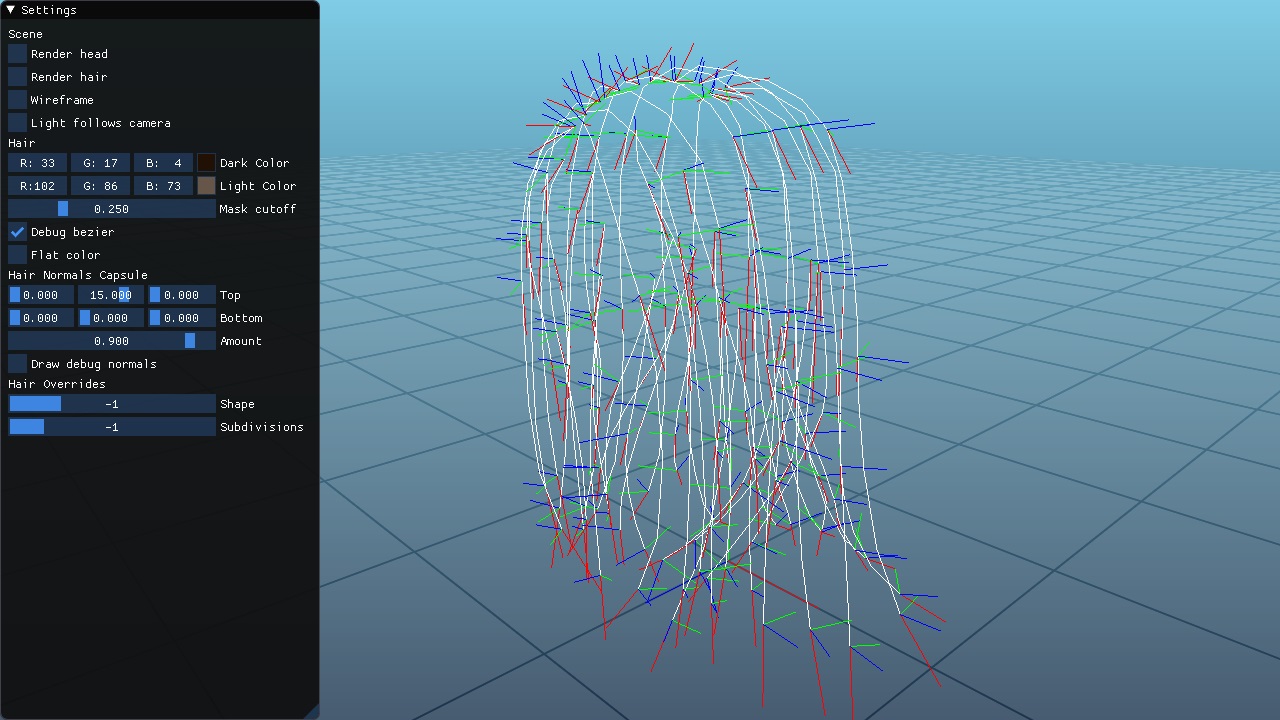 Settings
Scene
Render head
Render hair
Wireframe
Light follows camera
Hair
R: 33 G: 17 B: 4 Dark Color
R:102 G: 86 B: 73 Light Color
0.250 Mask cutoff
Debug bezier
Flat color
Hair Normals Capsule
0.000 15.000 0.000 Top
0.000 0.000 0.000 Bottom
0.900 Amount
Draw debug normals
Hair Overrides
-1 Shape
-1 Subdivisions